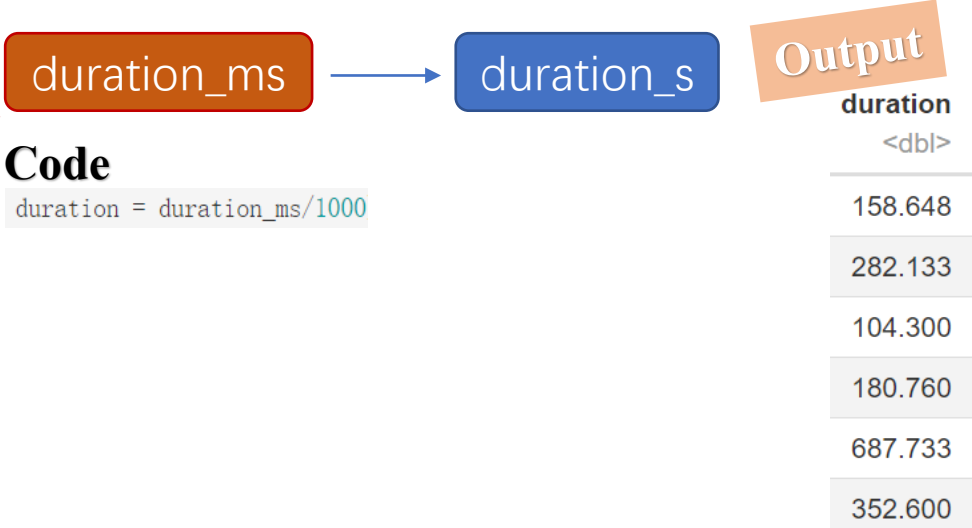 duration_ms
duration_s
Output
Code
duration = duration_ms/1000
duration
<dbl>
158.648
282.133
104.300
180.760
687.733
352.600